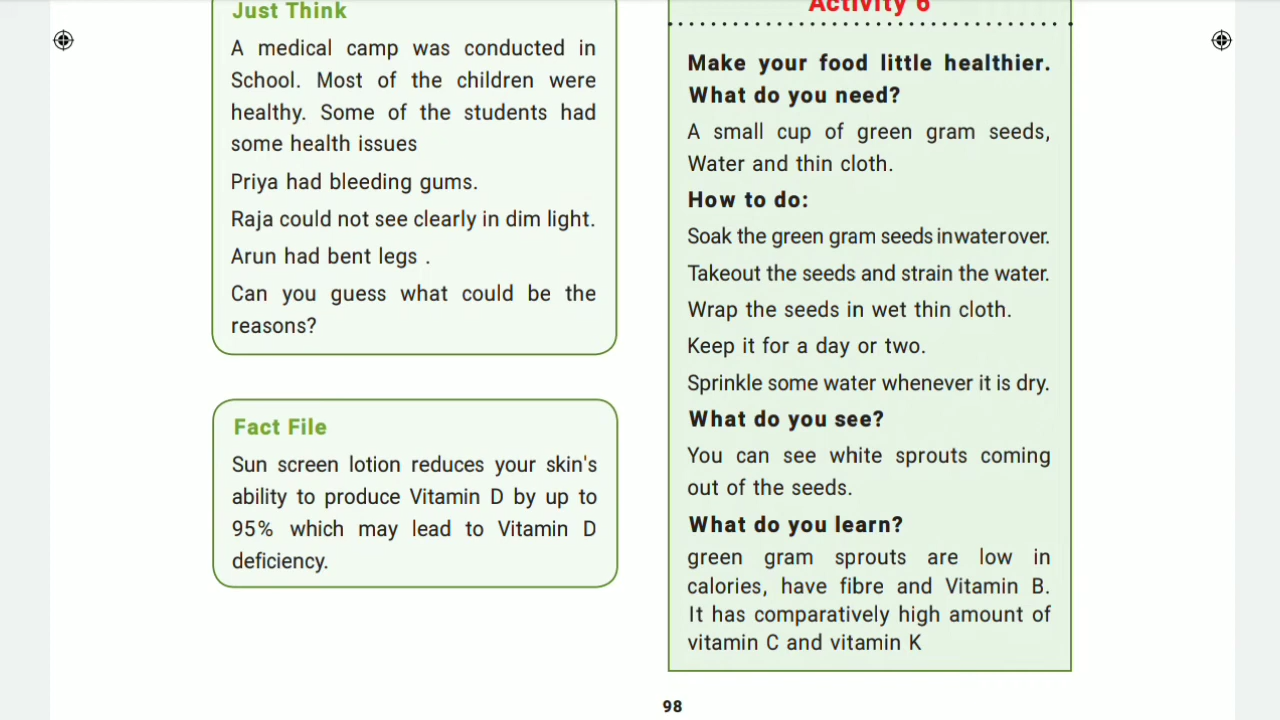 Just Think
A medical camp was conducted in
School. Most of the children were
healthy. Some of the students had
some health issues
Priya had bleeding gums.
Raja could not see clearly in dim light.
Arun had bent legs .
Can you guess what could be the
reasons?
Fact File
Sun screen lotion reduces your skin's
ability to produce Vitamin D by up to
95% which may lead to Vitamin D
deficiency.
Activity 6
Make your food little healthier.
What do you need?
A small cup of green gram seeds,
Water and thin cloth.
How to do:
Soak the green gram seeds inwaterover.
Takeout the seeds and strain the water.
Wrap the seeds in wet thin cloth.
Keep it for a day or two.
Sprinkle some water whenever it is dry.
What do you see?
You can see white sprouts coming
out of the seeds.
What do you learn?
green gram sprouts are low in
calories, have fibre and Vitamin B.
It has comparatively high amount of
vitamin C and vitamin K
98